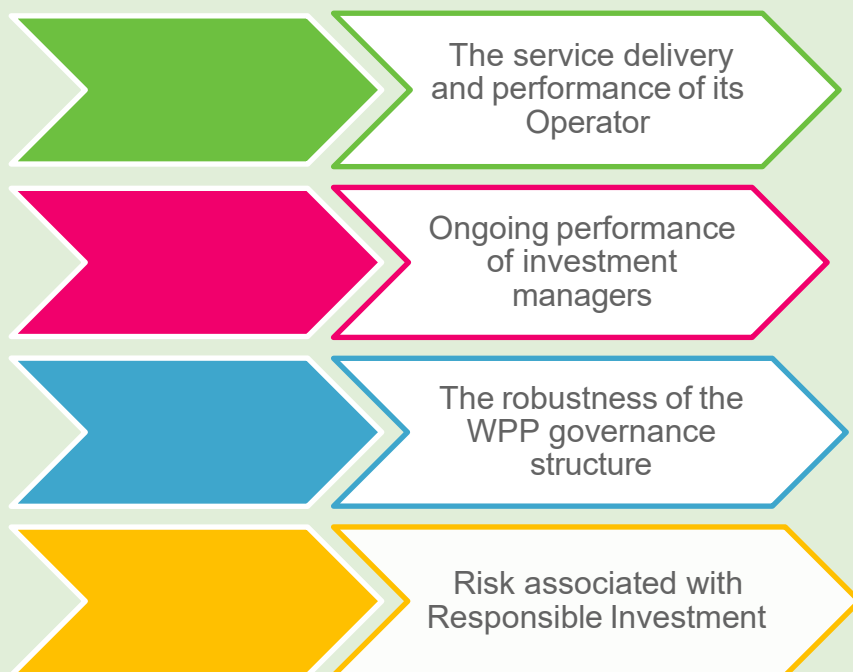 The service delivery
and performance of its
Operator
Ongoing performance
of investment
managers
The robustness of the
WPP governance
structure
Risk associated with
Responsible Investment